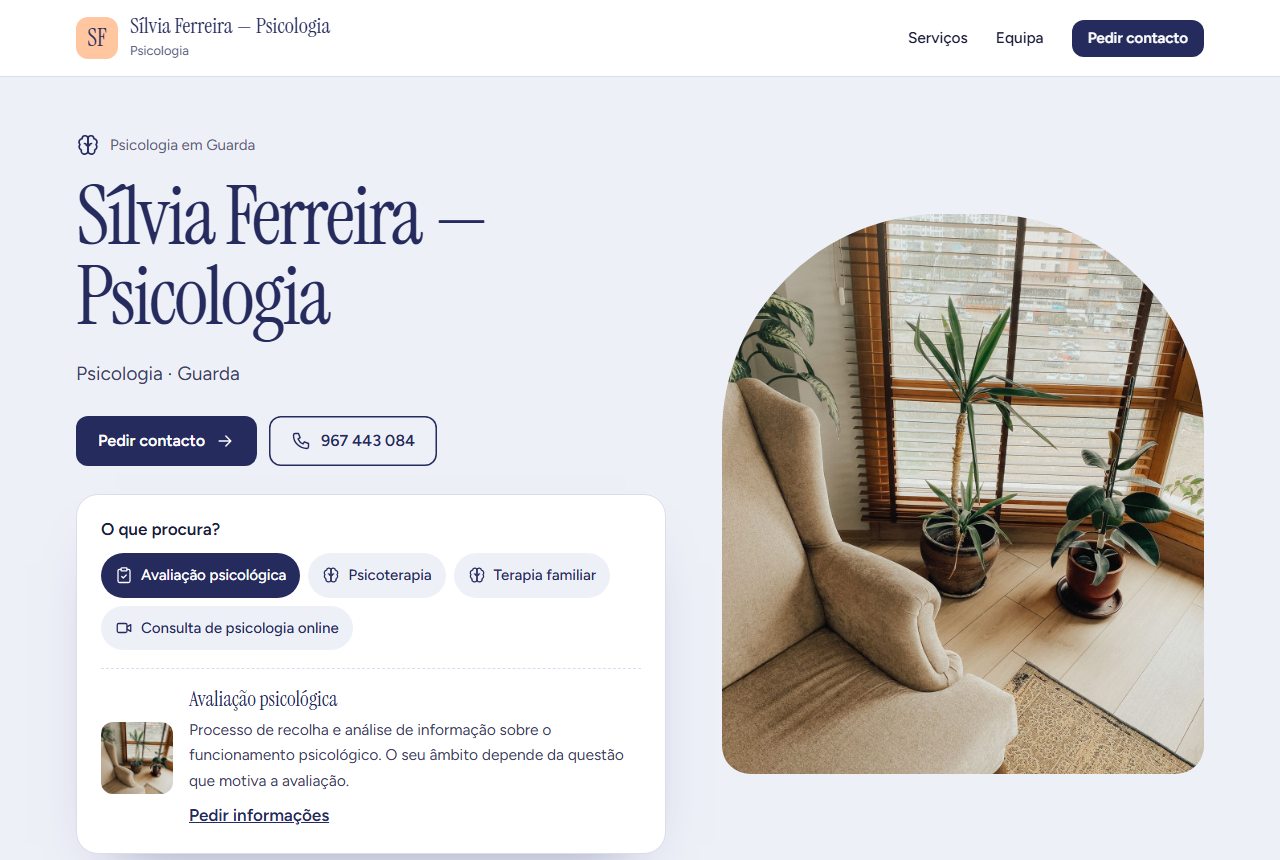 SF
Sílvia Ferreira — Psicologia
Psicologia
Serviços
Equipa
Pedir contacto
Psicologia em Guarda
Sílvia Ferreira —
Psicologia
Psicologia · Guarda
Pedir contacto
967 443 084
O que procura?
Avaliação psicológica
Psicoterapia
Terapia familiar
Consulta de psicologia online
Avaliação psicológica
Processo de recolha e análise de informação sobre o
funcionamento psicológico. O seu âmbito depende da questão
que motiva a avaliação.
Pedir informações